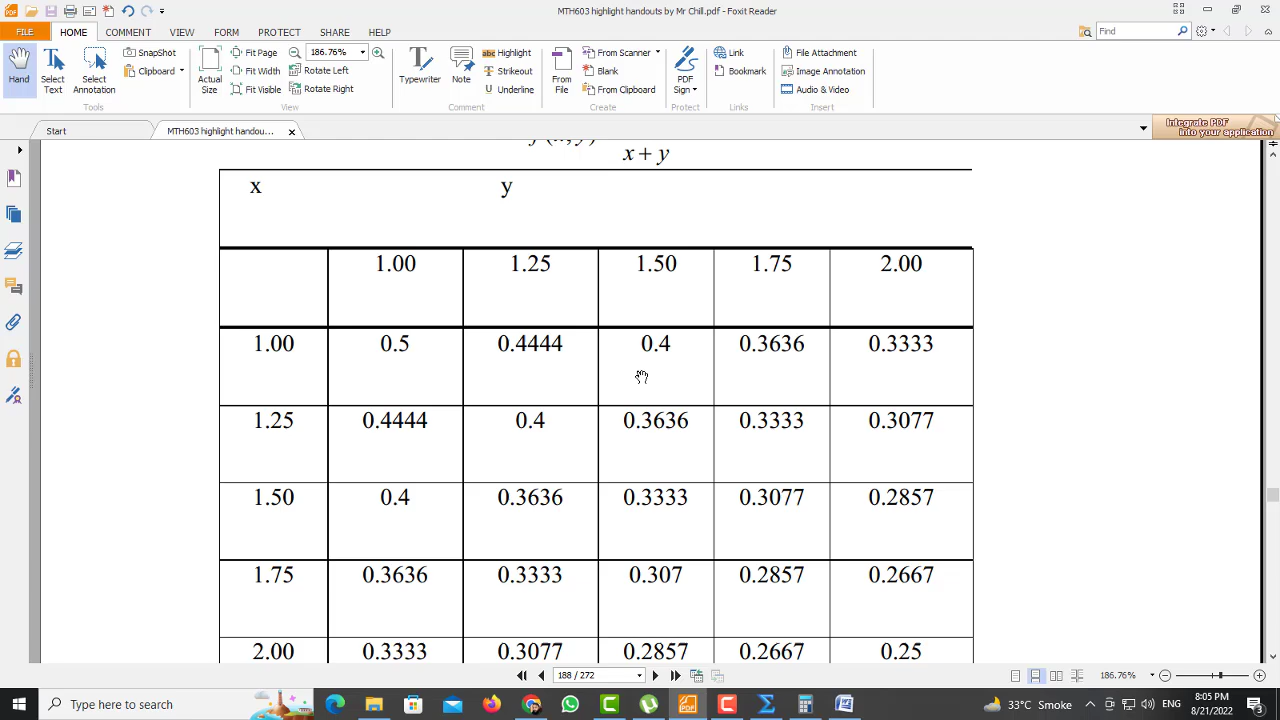 MTH603 highlight handouts by Mr Chill.pdf - Foxit Reader
FILE HOME COMMENT VIEW FORM PROTECT SHARE HELP
Find
Hand
Select Text
Select Annotation
SnapShot
Clipboard
Tools
Actual Size
Fit Page
Fit Width
Fit Visible
186.76%
Rotate Left
Rotate Right
View
Typewriter
Note
Highlight
Strikeout
Underline
Comment
From File
From Scanner
Blank
From Clipboard
Create
PDF Sign
Protect
Link
Bookmark
Links
File Attachment
Image Annotation
Audio & Video
Insert
Start
MTH603 highlight handou...
Integrate PDF
into your application
x + y
x y
1.00 1.25 1.50 1.75 2.00
1.00 0.5 0.4444 0.4 0.3636 0.3333
1.25 0.4444 0.4 0.3636 0.3333 0.3077
1.50 0.4 0.3636 0.3333 0.3077 0.2857
1.75 0.3636 0.3333 0.307 0.2857 0.2667
2.00 0.3333 0.3077 0.2857 0.2667 0.25
188 / 272
186.76%
Type here to search
33°C Smoke
ENG
8:05 PM
8/21/2022